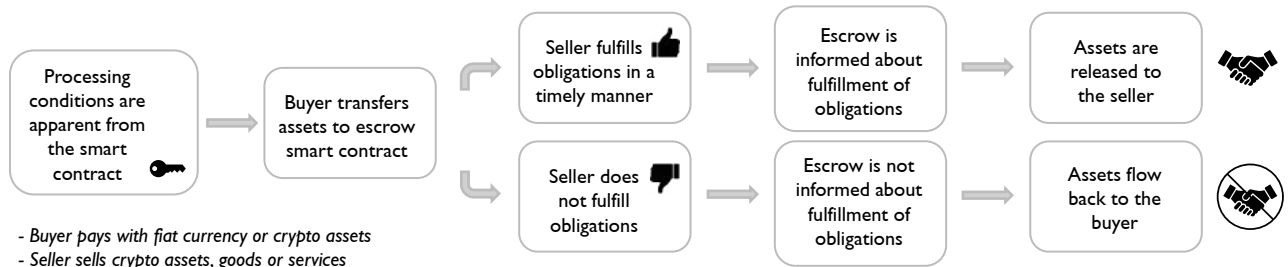 Processing
conditions are
apparent from
the smart
contract
Buyer transfers
assets to escrow
smart contract
Seller fulfills
obligations in a
timely manner
Escrow is
informed about
fulfillment of
obligations
Assets are
released to
the seller
Seller does
not fulfill
obligations
Escrow is not
informed about
fulfillment of
obligations
Assets flow
back to the
buyer
- Buyer pays with fiat currency or crypto assets
- Seller sells crypto assets, goods or services